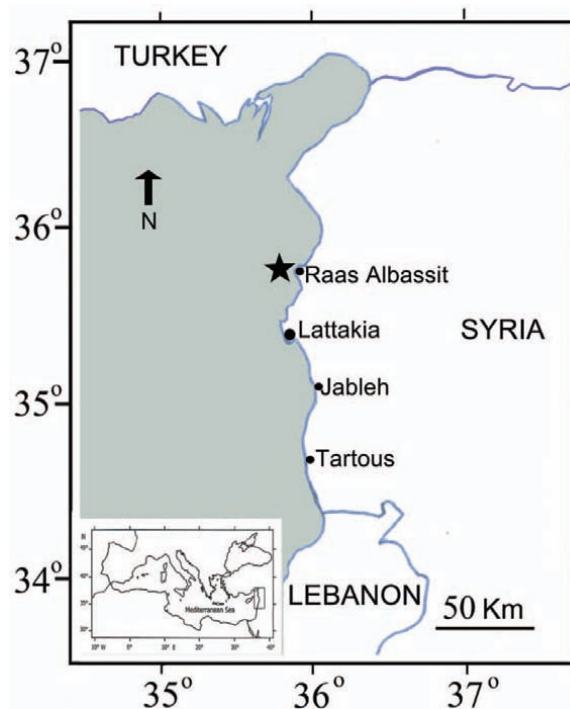 37°
TURKEY
N
36°
Raas Albassit
Lattakia
SYRIA
35°
Jableh
Tartous
34°
Mediterranean Sea
LEBANON
50 Km
35°
36°
37°